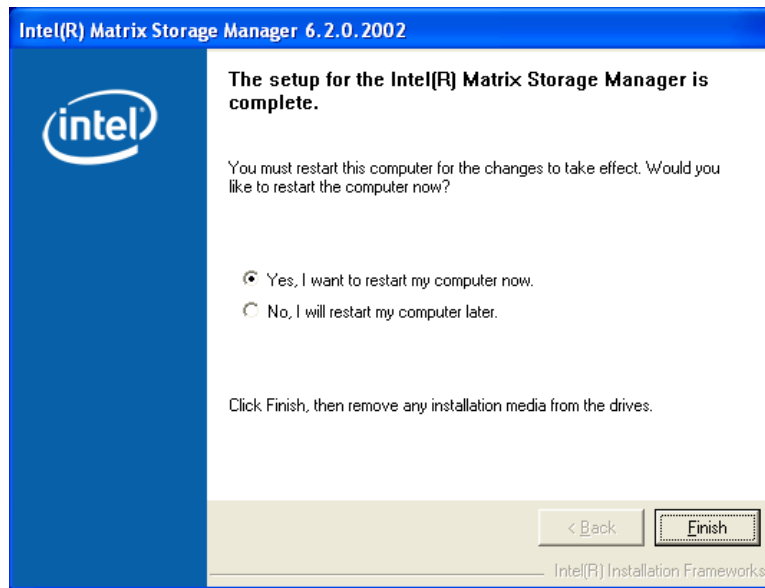 Intel(R) Matrix Storage Manager 6.2.0.2002
intel
The setup for the Intel(R) Matrix Storage Manager is
complete.
You must restart this computer for the changes to take effect. Would you
like to restart the computer now?
Yes, I want to restart my computer now.
No, I will restart my computer later.
Click Finish, then remove any installation media from the drives.
< Back
Finish
Intel(R) Installation Frameworks